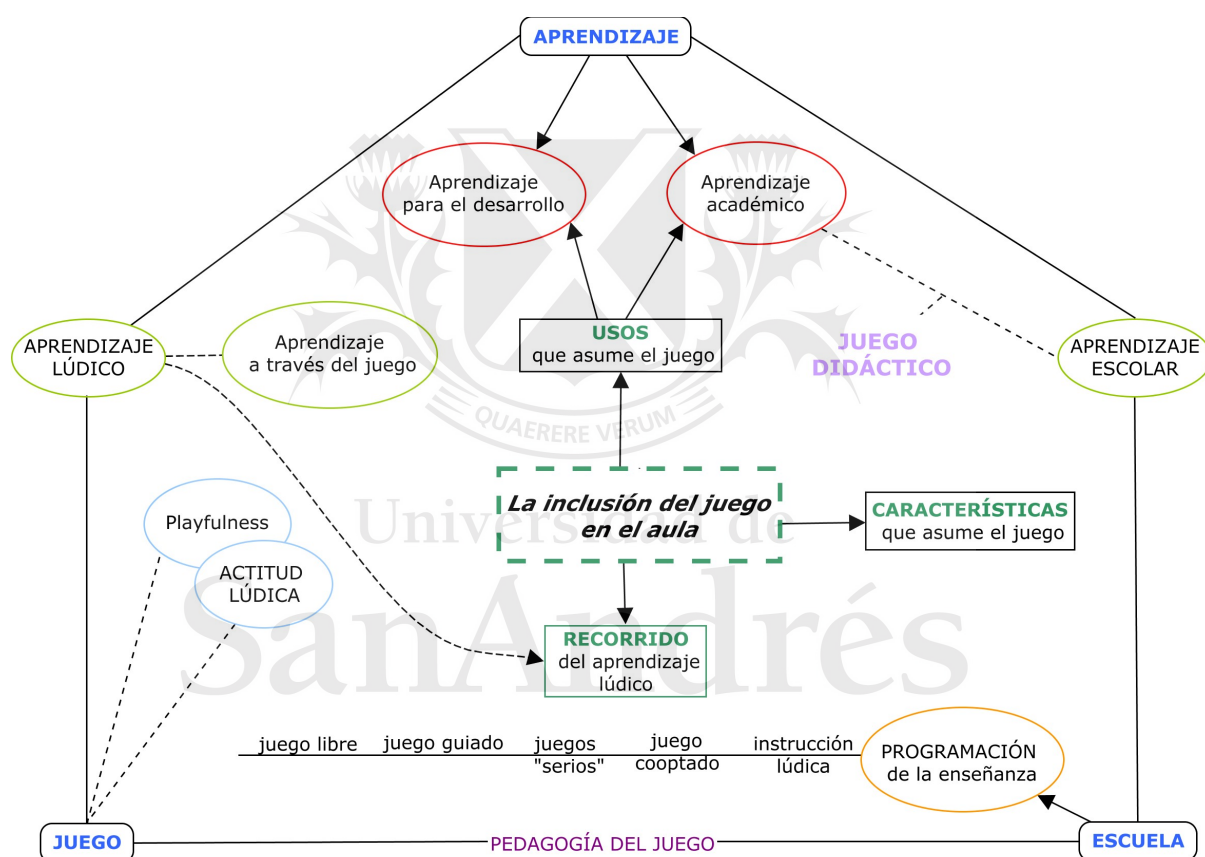 APRENDIZAJE
Aprendizaje
para el desarrollo
Aprendizaje
académico
USOS
que asume el juego
JUEGO
DIDÁCTICO
APRENDIZAJE
LÚDICO
Aprendizaje
a través del juego
APRENDIZAJE
ESCOLAR
QUAERERE VERUM
La inclusión del juego
en el aula
CARACTERÍSTICAS
que asume el juego
Universidad de
SanAndrés
Playfulness
ACTITUD
LÚDICA
RECORRIDO
del aprendizaje
lúdico
juego libre
juego guiado
juegos
"serios"
juego
cooptado
instrucción
lúdica
PROGRAMACIÓN
de la enseñanza
JUEGO
PEDAGOGÍA DEL JUEGO
ESCUELA